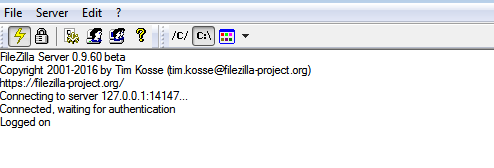 File Server Edit ?
/C/ C:\
FileZilla Server 0.9.60 beta
Copyright 2001-2016 by Tim Kosse (tim.kosse@filezilla-project.org)
https://filezilla-project.org/
Connecting to server 127.0.0.1:14147...
Connected, waiting for authentication
Logged on